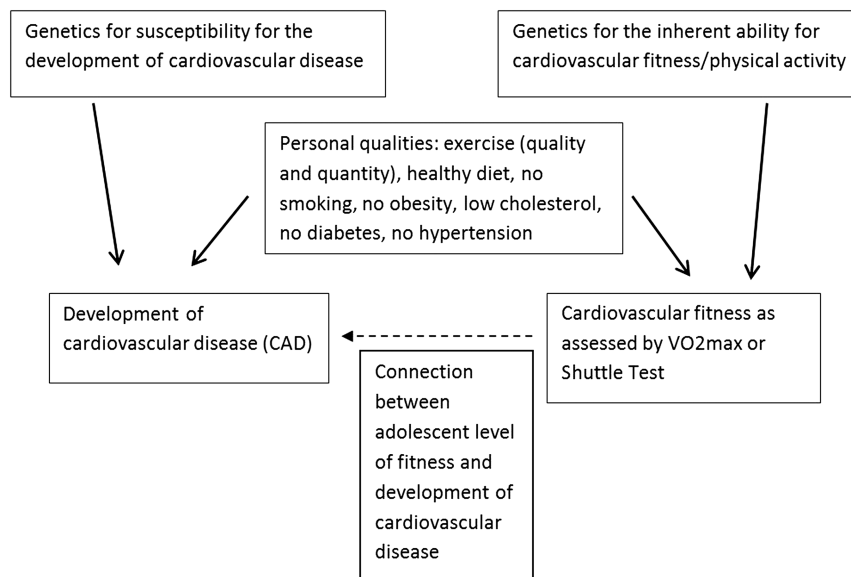 Genetics for susceptibility for the
development of cardiovascular disease
Genetics for the inherent ability for
cardiovascular fitness/physical activity
Personal qualities: exercise (quality
and quantity), healthy diet, no
smoking, no obesity, low cholesterol,
no diabetes, no hypertension
Development of
cardiovascular disease (CAD)
Cardiovascular fitness as
assessed by VO2max or
Shuttle Test
Connection
between
adolescent level
of fitness and
development of
cardiovascular
disease